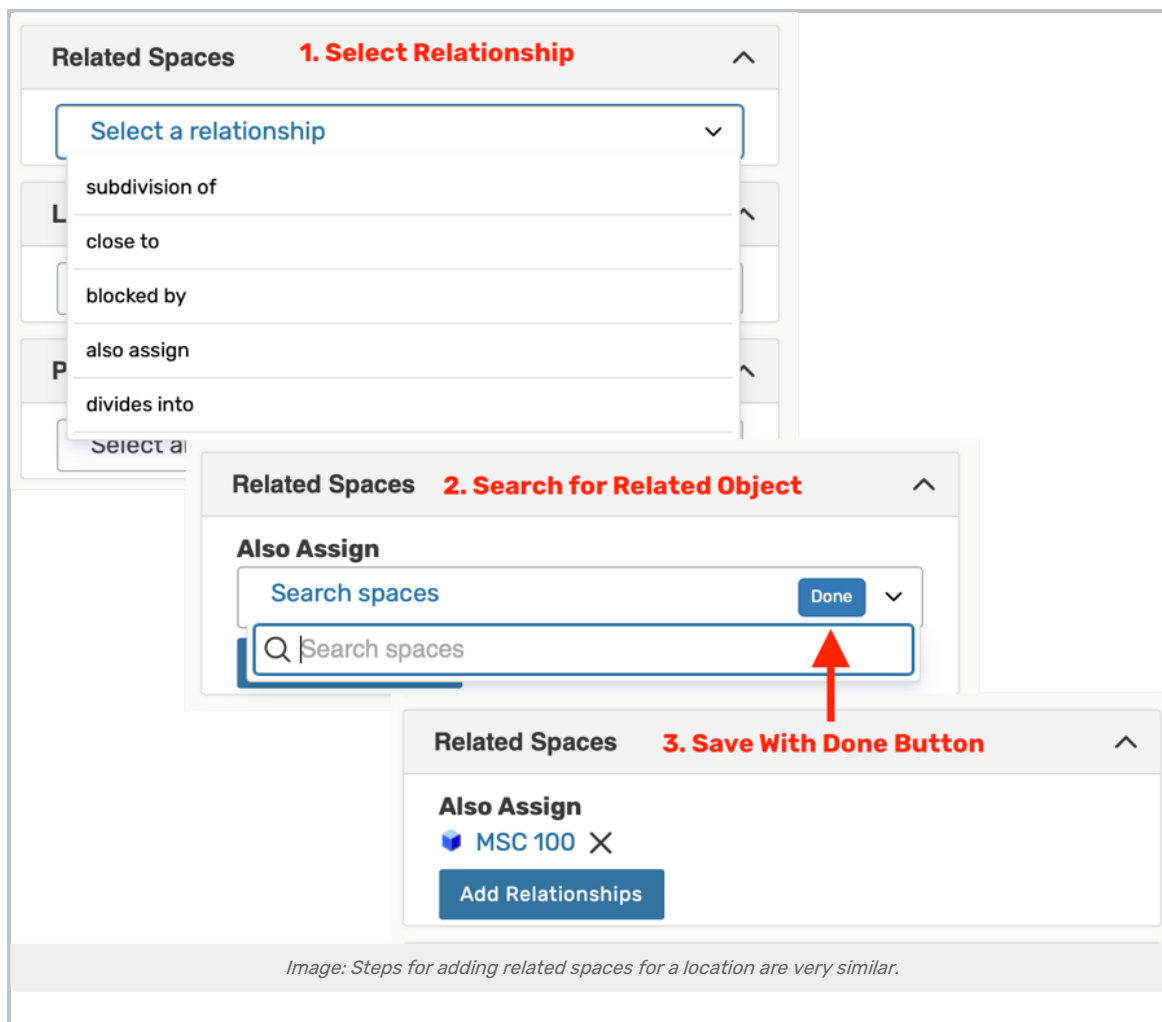 Related Spaces 1. Select Relationship
Select a relationship
subdivision of
L
close to
blocked by
also assign
P
divides into
Select a
Related Spaces 2. Search for Related Object
Also Assign
Search spaces Done
Search spaces
Related Spaces 3. Save With Done Button
Also Assign
MSC 100
Add Relationships
Image: Steps for adding related spaces for a location are very similar.